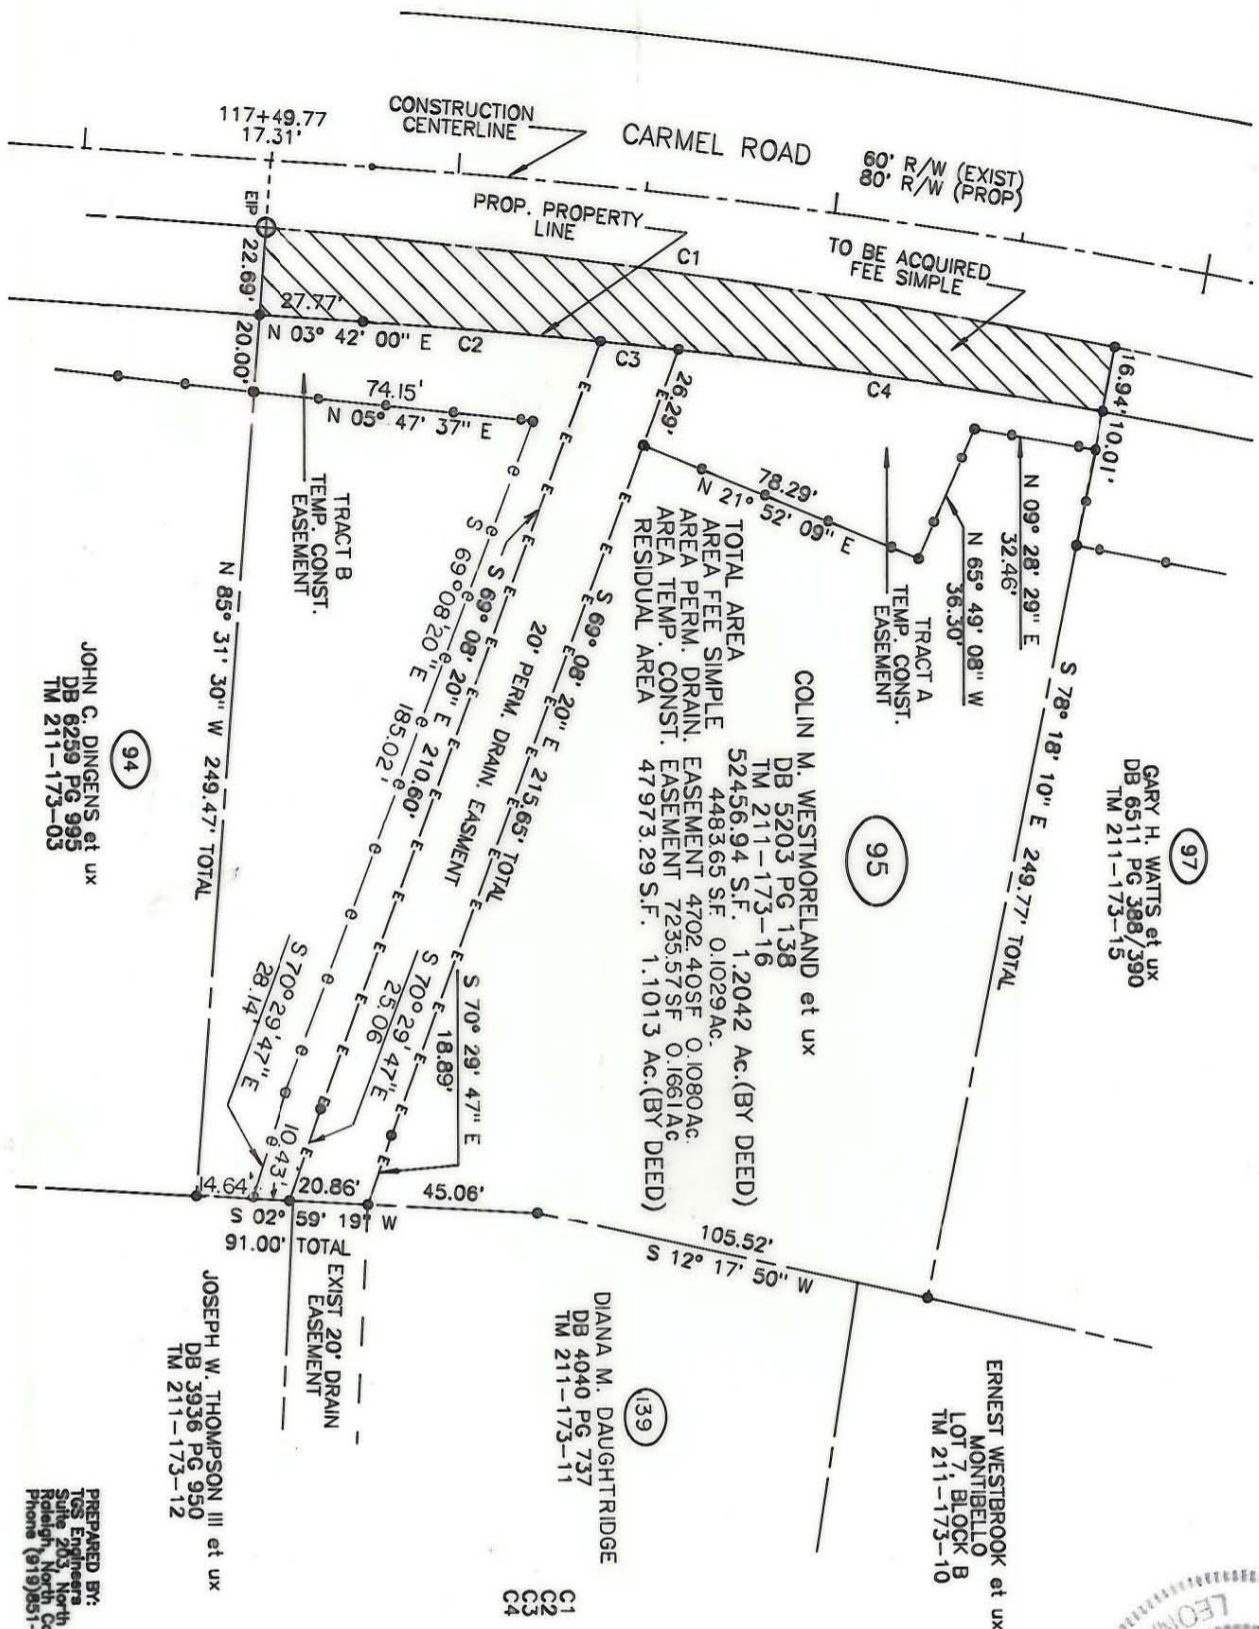 CARMEL ROAD
60' R/W (EXIST)
80' R/W (PROP)
CONSTRUCTION
CENTERLINE
117+49.77
17.31'
PROP. PROPERTY
LINE
TO BE ACQUIRED
FEE SIMPLE
EIP
22.69'
20.00'
27.77'
N 03° 42' 00" E
C1
C2
C3
C4
16.94'
10.01'
74.15'
N 05° 47' 37" E
26.29'
78.29'
N 21° 52' 09" E
N 09° 28' 29" E
32.46'
N 65° 49' 08" W
36.30'
TRACT A
TEMP. CONST.
EASEMENT
TRACT B
TEMP. CONST.
EASEMENT
S 78° 18' 10" E 249.77' TOTAL
97
GARY H. WATTS et ux
DB 6511 PG 388/390
TM 211-173-15
95
COLIN M. WESTMORELAND et ux
DB 5203 PG 138
TM 211-173-16
TOTAL AREA 52456.94 S.F. 1.2042 Ac.(BY DEED)
AREA FEE SIMPLE 4483.65 S.F. 0.1029 Ac.
AREA PERM. DRAIN. EASEMENT 4702.40SF 0.1080Ac.
AREA TEMP. CONST. EASEMENT 7235.57SF 0.1661Ac
RESIDUAL AREA 47973.29 S.F. 1.1013 Ac.(BY DEED)
S 69° 08' 20" E 215.65' TOTAL
20' PERM. DRAIN. EASMENT
S 69° 08' 20" E 210.60'
S 69° 08' 20" E 185.02'
N 85° 31' 30" W 249.47' TOTAL
94
JOHN C. DINGENS et ux
DB 6259 PG 995
TM 211-173-03
S 70° 29' 47" E
18.89'
S 70° 29' 47" E
25.06
S 70° 29' 47" E
28.14'
10.43'
20.86'
45.06'
S 02° 59' 19" W
91.00' TOTAL
105.52'
S 12° 17' 50" W
EXIST 20' DRAIN
EASEMENT
JOSEPH W. THOMPSON III et ux
DB 3936 PG 950
TM 211-173-12
139
DIANA M. DAUGHTRIDGE
DB 4040 PG 737
TM 211-173-11
ERNEST WESTBROOK et ux
MONTIBELLO
LOT 7, BLOCK B
TM 211-173-10
C1
C2
C3
C4
PREPARED BY:
TGS Engineers
Suite 203, North
Raleigh, North
Phone (919)851-